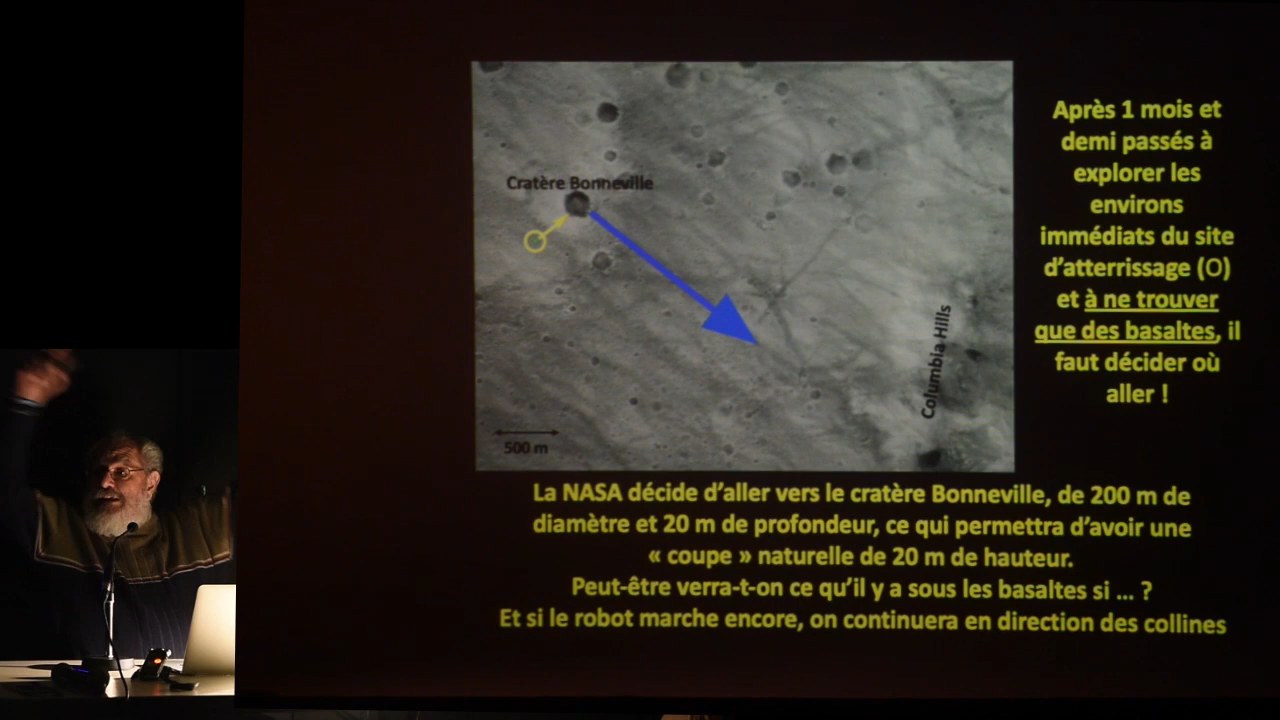 Cratère Bonneville
Columbia Hills
500 m
Après 1 mois et
demi passés à
explorer les
environs
immédiats du site
d’atterrissage (O)
et à ne trouver
que des basaltes, il
faut décider où
aller !
La NASA décide d’aller vers le cratère Bonneville, de 200 m de
diamètre et 20 m de profondeur, ce qui permettra d’avoir une
« coupe » naturelle de 20 m de hauteur.
Peut-être verra-t-on ce qu’il y a sous les basaltes si ... ?
Et si le robot marche encore, on continuera en direction des collines